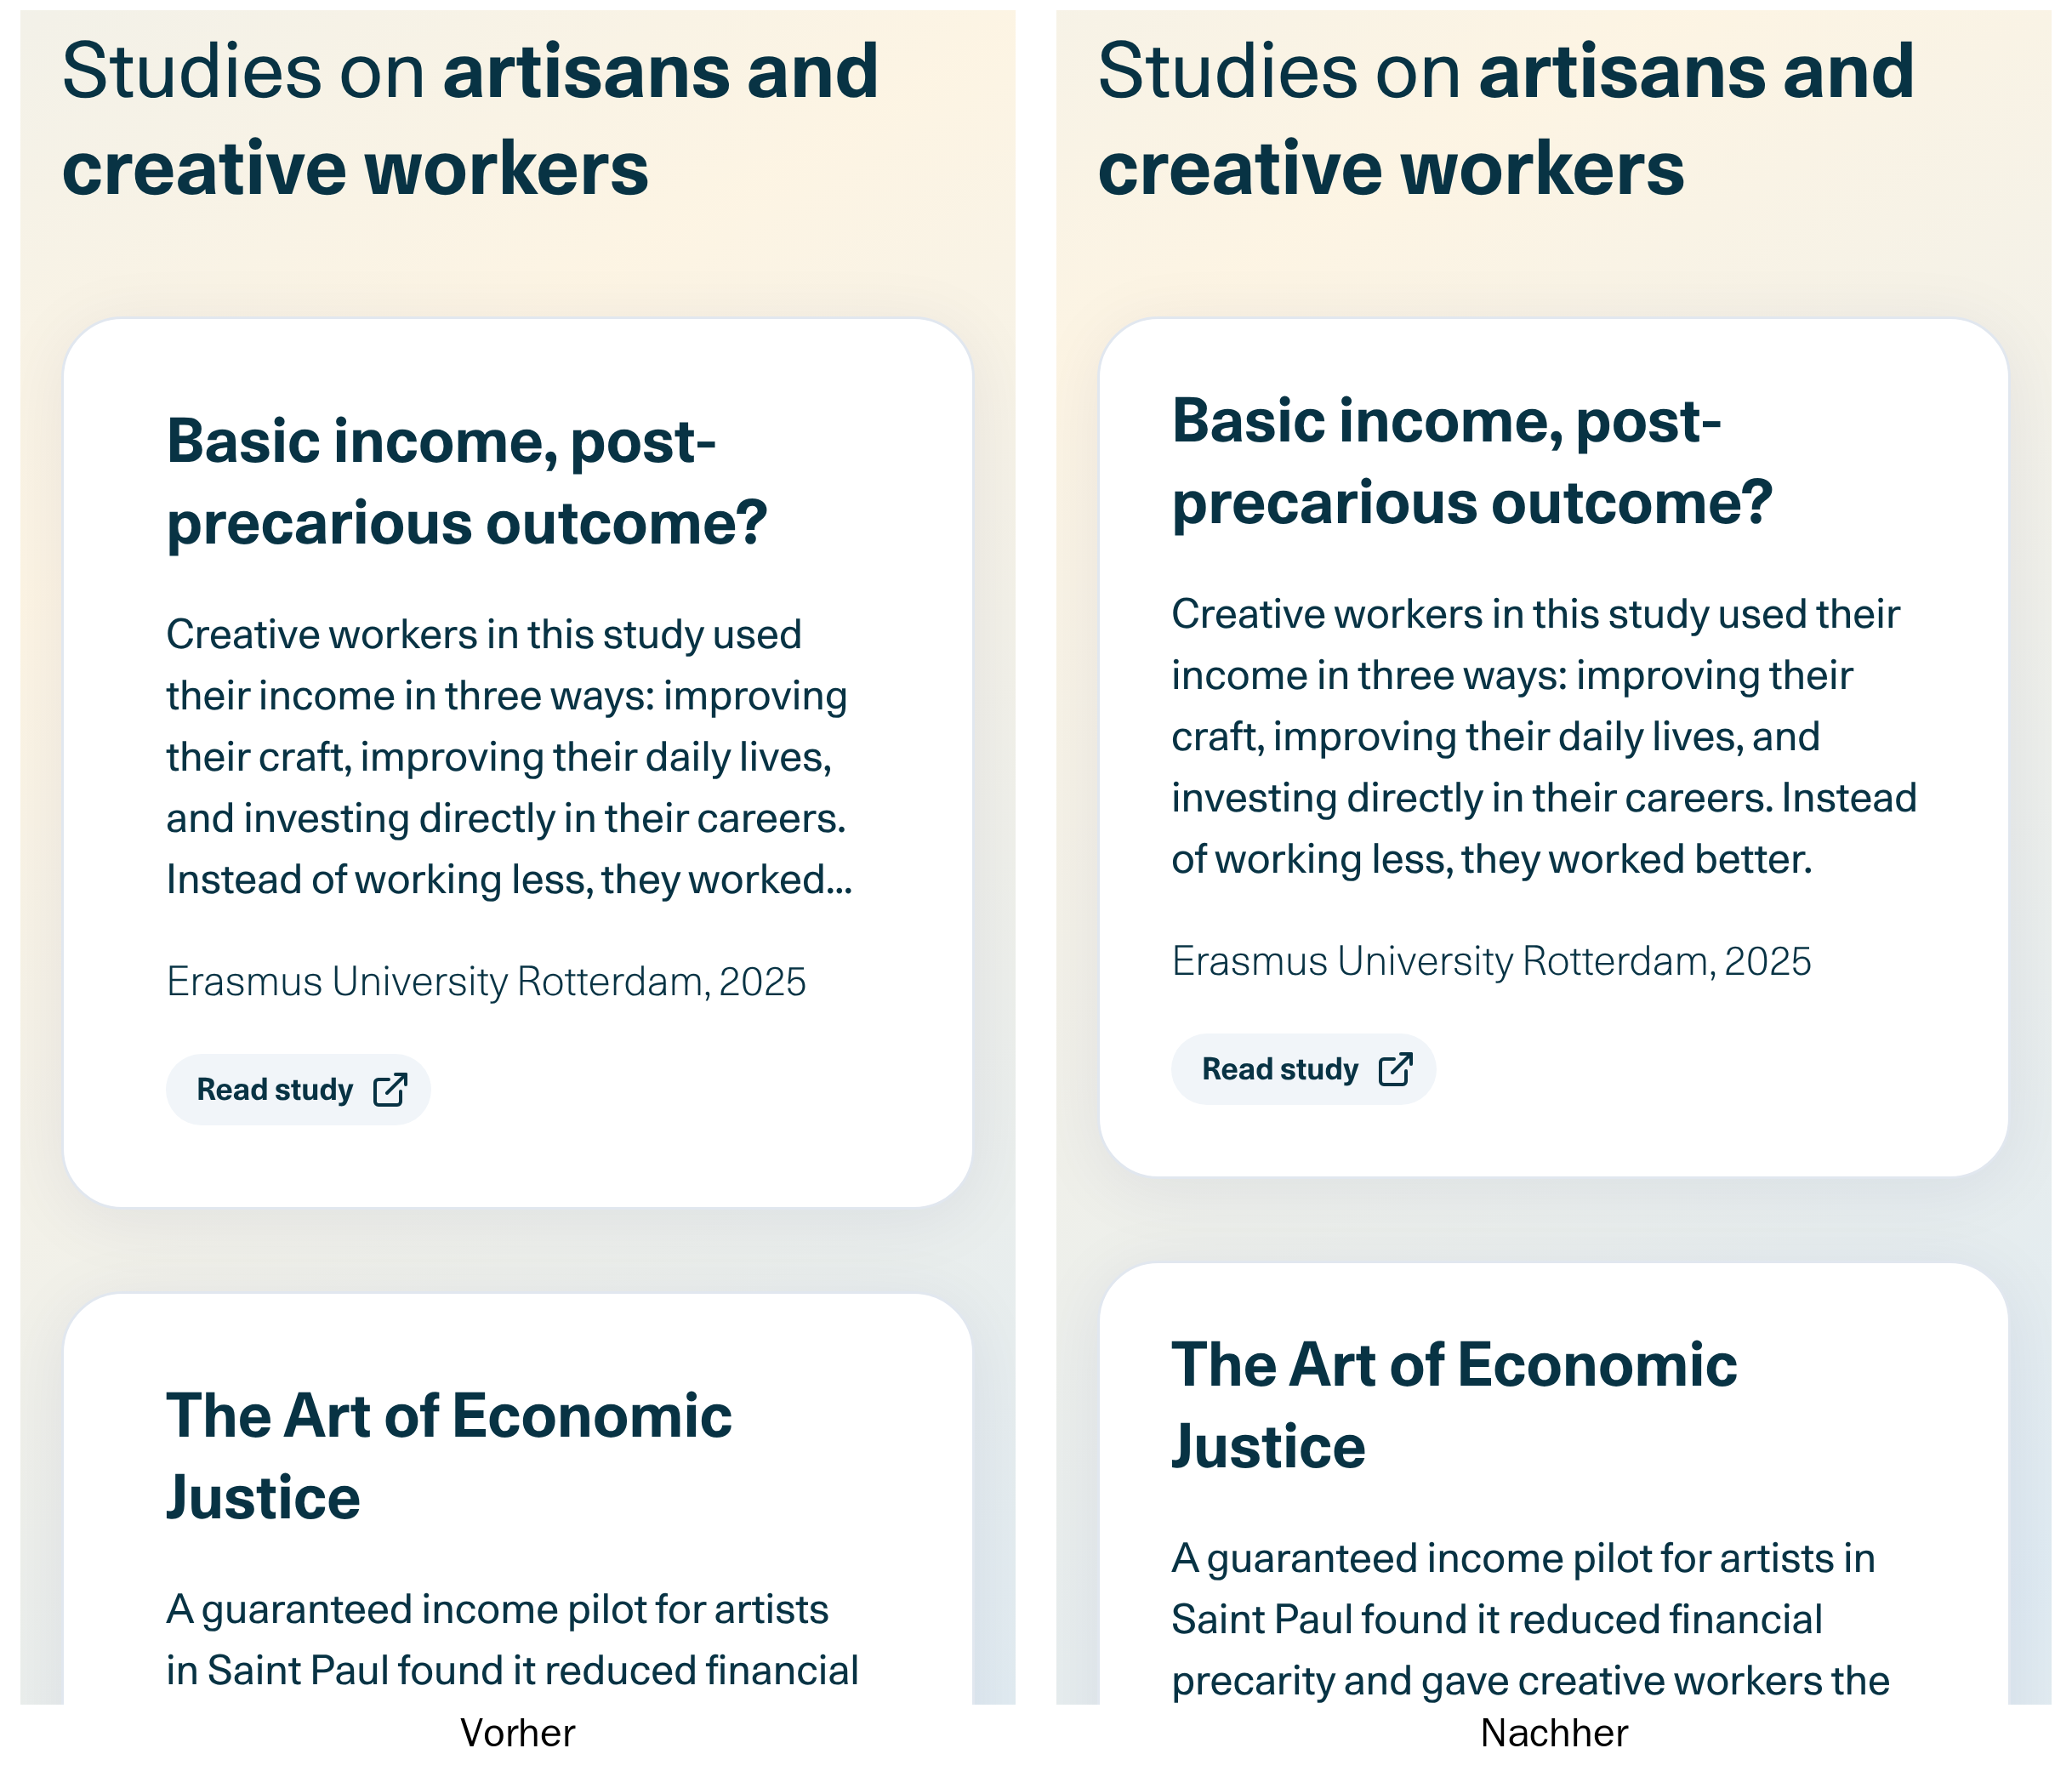 Studies on artisans and
creative workers
Basic income, post-
precarious outcome?
Creative workers in this study used
their income in three ways: improving
their craft, improving their daily lives,
and investing directly in their careers.
Instead of working less, they worked...
Erasmus University Rotterdam, 2025
Read study
The Art of Economic
Justice
A guaranteed income pilot for artists
in Saint Paul found it reduced financial
Vorher
Studies on artisans and
creative workers
Basic income, post-
precarious outcome?
Creative workers in this study used their
income in three ways: improving their
craft, improving their daily lives, and
investing directly in their careers. Instead
of working less, they worked better.
Erasmus University Rotterdam, 2025
Read study
The Art of Economic
Justice
A guaranteed income pilot for artists in
Saint Paul found it reduced financial
precarity and gave creative workers the
Nachher